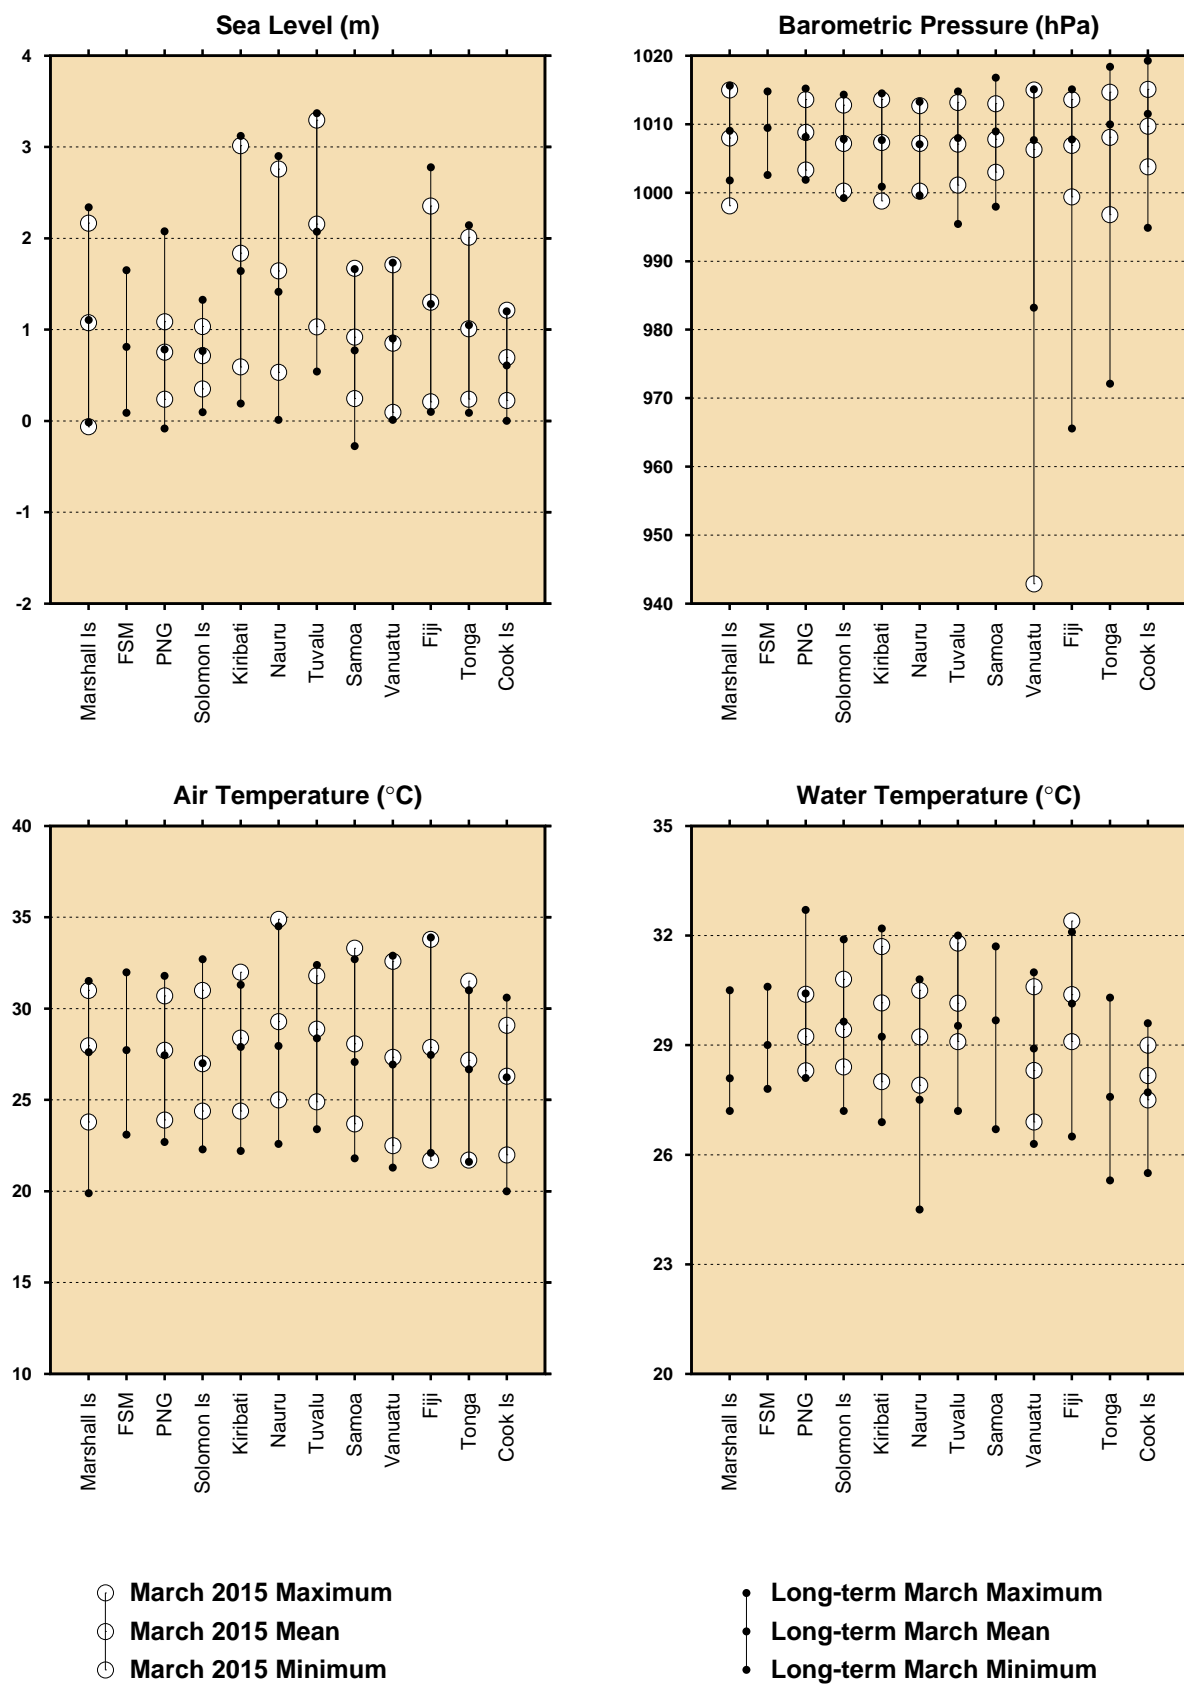 Sea Level (m)
4
3
2
1
0
-1
-2
Marshall Is
FSM
PNG
Solomon Is
Kiribati
Nauru
Tuvalu
Samoa
Vanuatu
Fiji
Tonga
Cook Is
Barometric Pressure (hPa)
1020
1010
1000
990
980
970
960
950
940
Marshall Is
FSM
PNG
Solomon Is
Kiribati
Nauru
Tuvalu
Samoa
Vanuatu
Fiji
Tonga
Cook Is
Air Temperature (°C)
40
35
30
25
20
15
10
Marshall Is
FSM
PNG
Solomon Is
Kiribati
Nauru
Tuvalu
Samoa
Vanuatu
Fiji
Tonga
Cook Is
Water Temperature (°C)
35
32
29
26
23
20
Marshall Is
FSM
PNG
Solomon Is
Kiribati
Nauru
Tuvalu
Samoa
Vanuatu
Fiji
Tonga
Cook Is
March 2015 Maximum
March 2015 Mean
March 2015 Minimum
Long-term March Maximum
Long-term March Mean
Long-term March Minimum